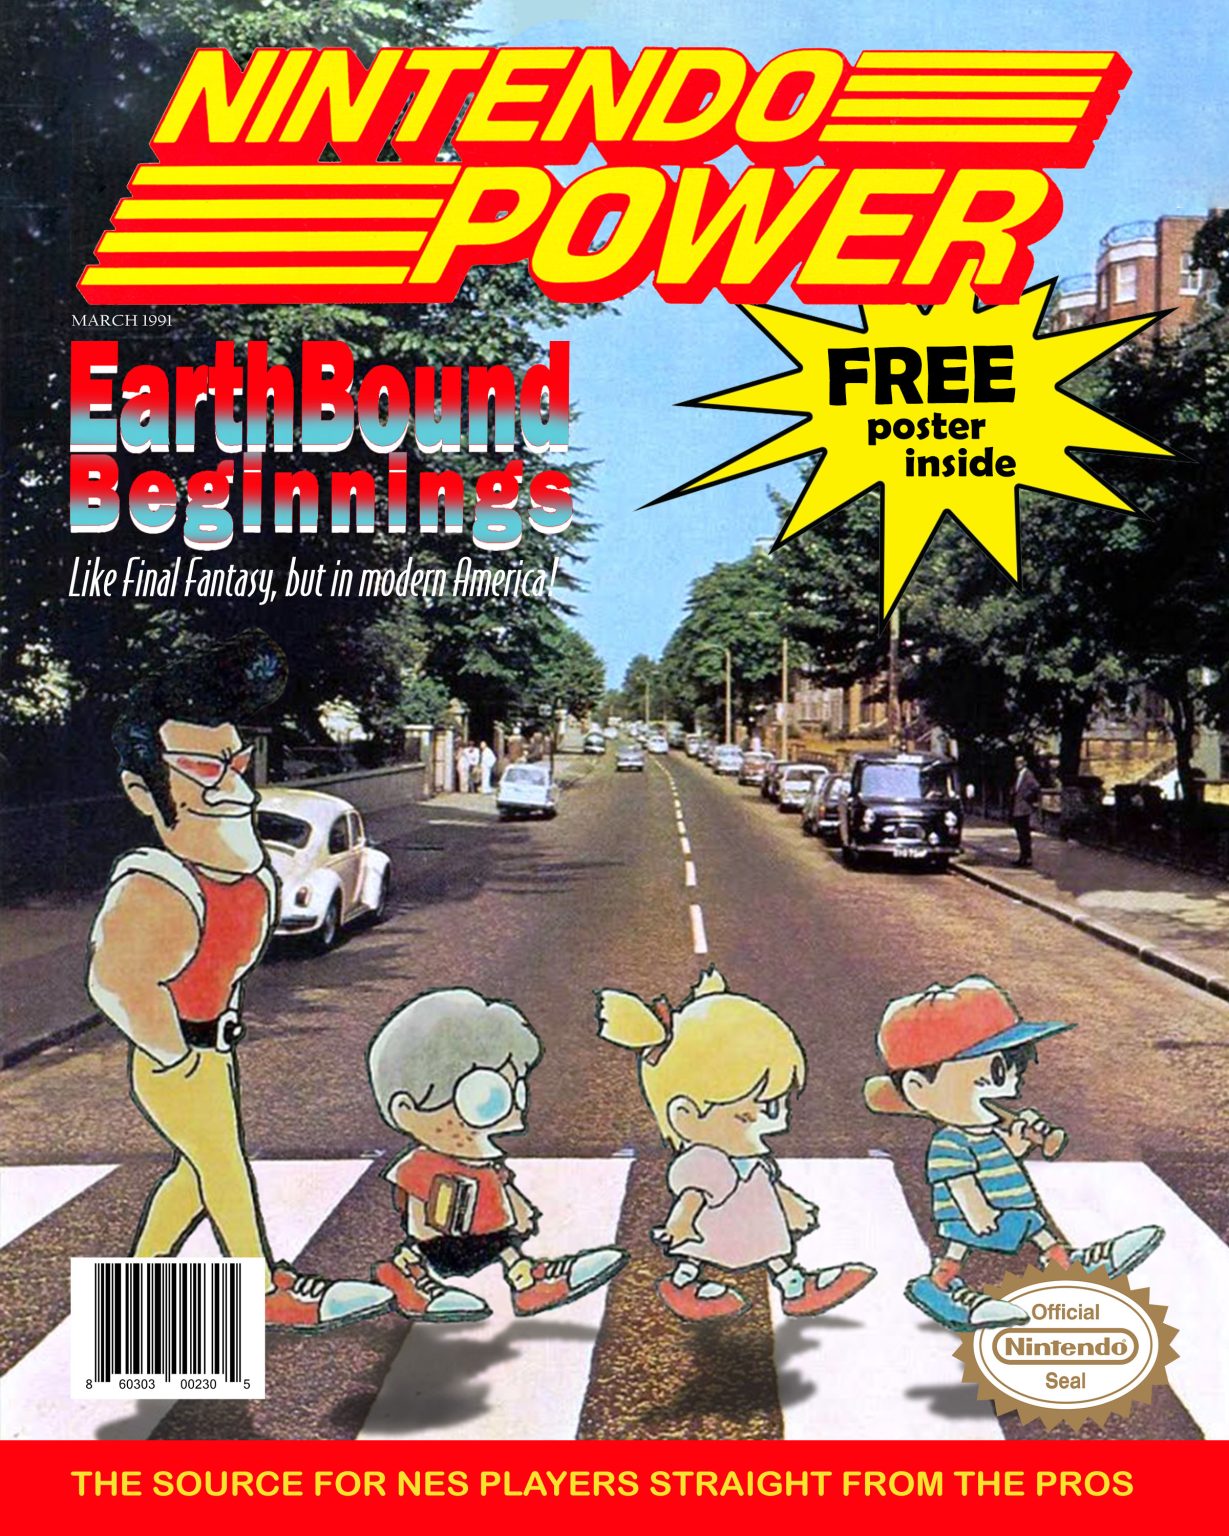 NINTENDO
POWER
MARCH 1991
EarthBound
Beginnings
Like Final Fantasy, but in modern America!
FREE
poster
inside
8 60303 00230 5
Official
Nintendo
Seal
THE SOURCE FOR NES PLAYERS STRAIGHT FROM THE PROS